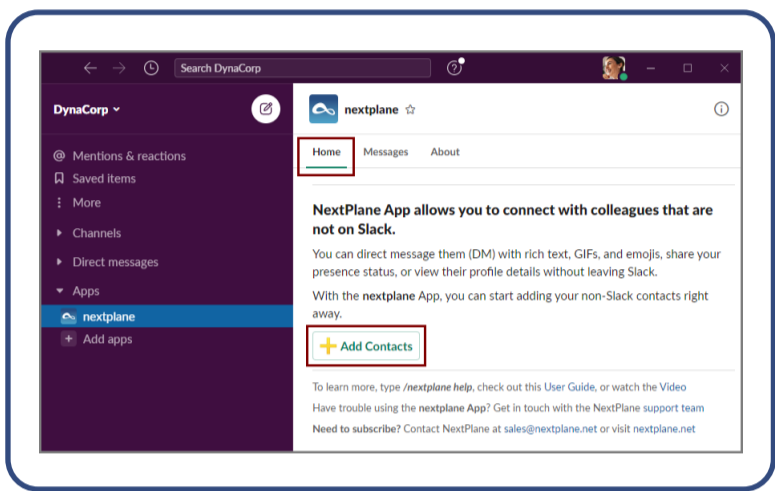 Search DynaCorp
DynaCorp
nextplane
Home Messages About
@ Mentions & reactions
Saved items
More
Channels
Direct messages
Apps
nextplane
+ Add apps
NextPlane App allows you to connect with colleagues that are
not on Slack.
You can direct message them (DM) with rich text, GIFs, and emojis, share your
presence status, or view their profile details without leaving Slack.
With the nextplane App, you can start adding your non-Slack contacts right
away.
Add Contacts
To learn more, type /nextplane help, check out this User Guide, or watch the Video
Have trouble using the nextplane App? Get in touch with the NextPlane support team
Need to subscribe? Contact NextPlane at sales@nextplane.net or visit nextplane.net